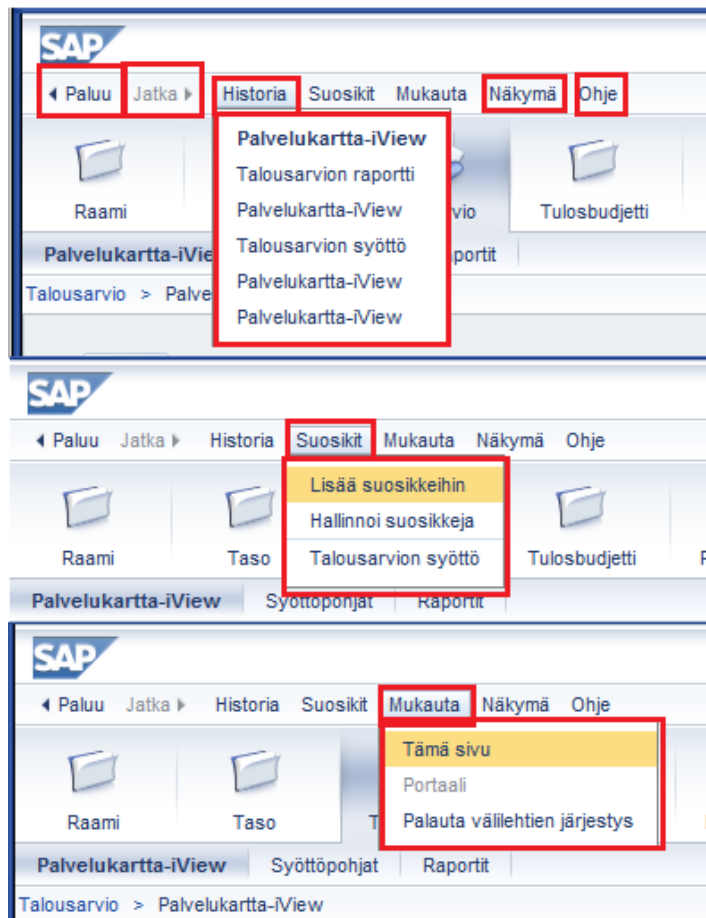 SAP
Paluu Jatka Historia Suosikit Mukauta Näkymä Ohje
Palvelukartta-iView
Talousarvion raportti
Palvelukartta-iView
Talousarvion syöttö
Palvelukartta-iView
Palvelukartta-iView
Raami vio Tulosbudjetti
Palvelukartta-iVie portit
Talousarvio > Palve
SAP
Paluu Jatka Historia Suosikit Mukauta Näkymä Ohje
Lisää suosikkeihin
Hallinnoi suosikkeja
Talousarvion syöttö
Raami Taso Tulosbudjetti
Palvelukartta-iView Syöttöpohjat Raportit
SAP
Paluu Jatka Historia Suosikit Mukauta Näkymä Ohje
Tämä sivu
Portaali
Palauta välilehtien järjestys
Raami Taso T
Palvelukartta-iView Syöttöpohjat Raportit
Talousarvio > Palvelukartta-iView